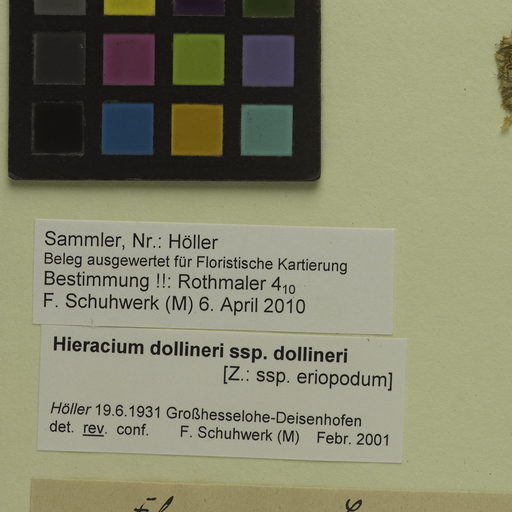 Sammler, Nr.: Höller
Beleg ausgewertet für Floristische Kartierung
Bestimmung !!: Rothmaler 4₁₀
F. Schuhwerk (M) 6. April 2010
Hieracium dollineri ssp. dollineri
[Z.: ssp. eriopodum]
Höller 19.6.1931 Großhesselohe-Deisenhofen
det. rev. conf. F. Schuhwerk (M) Febr. 2001